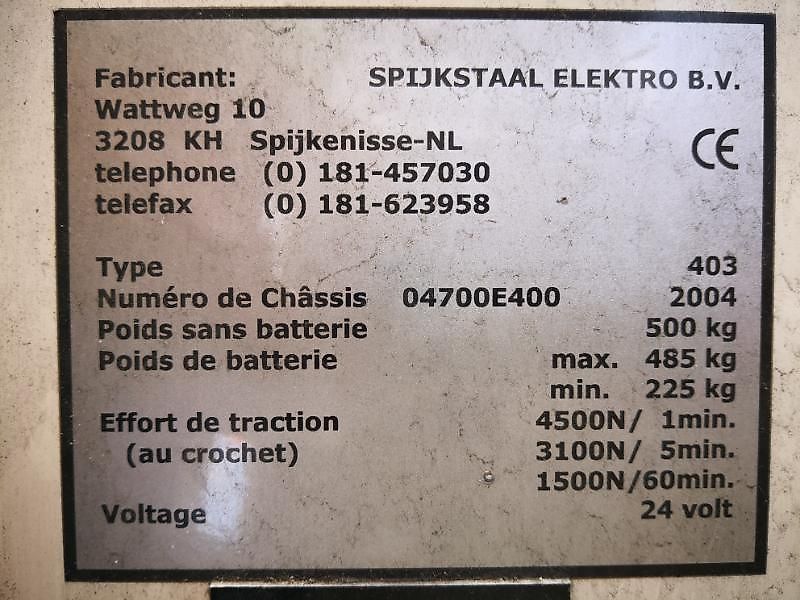 Fabricant: SPIJKSTAAL ELEKTRO B.V.
Wattweg 10
3208 KH Spijkenisse-NL
CE
telephone (0) 181-457030
telefax (0) 181-623958
Type 403
Numéro de Châssis 04700E400 2004
Poids sans batterie 500 kg
Poids de batterie max. 485 kg
min. 225 kg
Effort de traction 4500N/ 1min.
(au crochet) 3100N/ 5min.
1500N/60min.
Voltage 24 volt